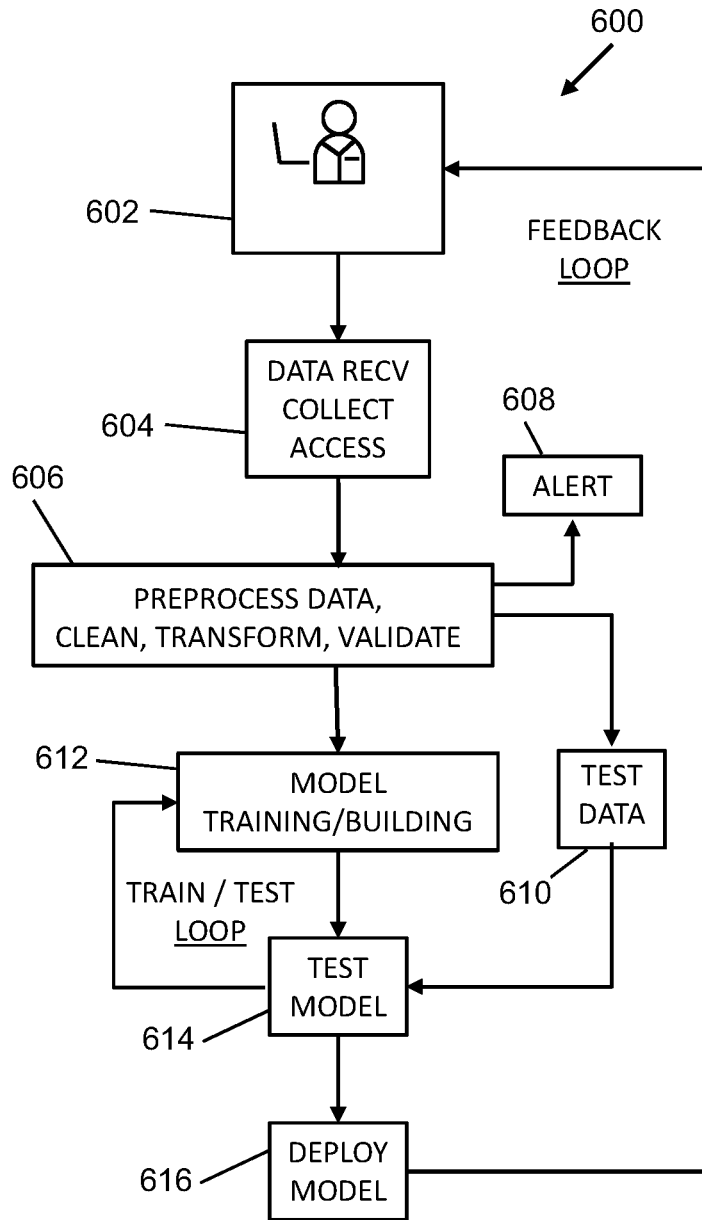 600
602
FEEDBACK
LOOP
DATA RECV
COLLECT
ACCESS
604
608
ALERT
606
PREPROCESS DATA,
CLEAN, TRANSFORM, VALIDATE
612
MODEL
TRAINING/BUILDING
TEST
DATA
610
TRAIN / TEST
LOOP
TEST
MODEL
614
DEPLOY
MODEL
616